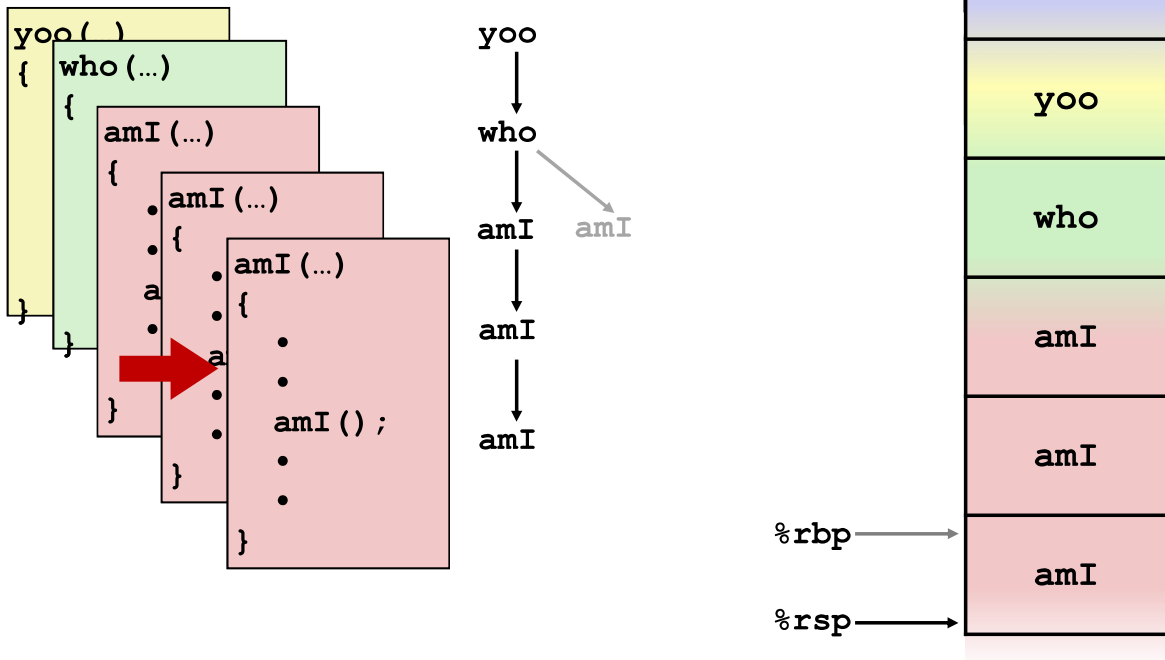 yoo( )
{
}
who(…)
{
}
amI(…)
{
•
•
a
•
}
amI(…)
{
•
•
a
•
•
}
amI(…)
{
•
•
amI();
•
•
}
yoo
who
amI
amI
amI
amI
%rbp
%rsp
yoo
who
amI
amI
amI